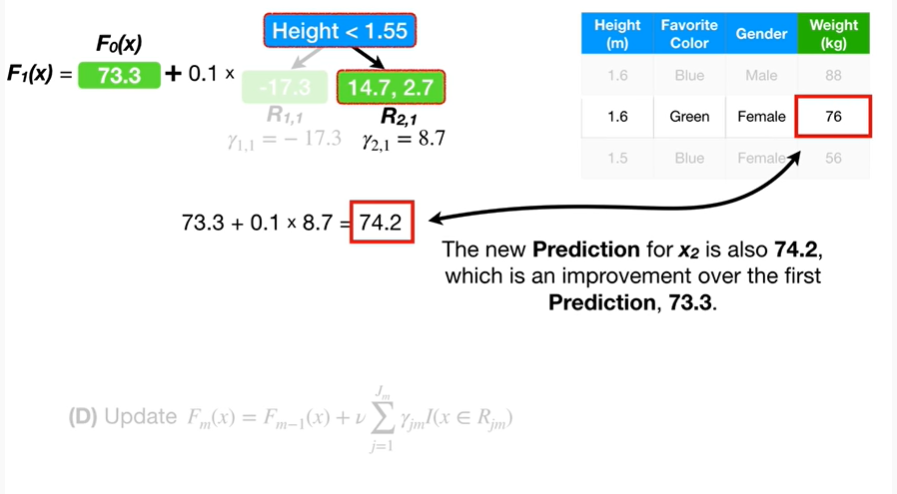 F₀(x)
F₁(x) = 73.3 + 0.1 ×
Height < 1.55
-17.3 14.7, 2.7
R₁,₁ R₂,₁
γ₁,₁ = − 17.3 γ₂,₁ = 8.7
Height (m) Favorite Color Gender Weight (kg)
1.6 Blue Male 88
1.6 Green Female 76
1.5 Blue Female 56
73.3 + 0.1 × 8.7 = 74.2
The new Prediction for x₂ is also 74.2,
which is an improvement over the first
Prediction, 73.3.
(D) Update Fₘ(x) = Fₘ₋₁(x) + ν ∑_{j=1}^{Jₘ} γⱼₘI(x ∈ Rⱼₘ)